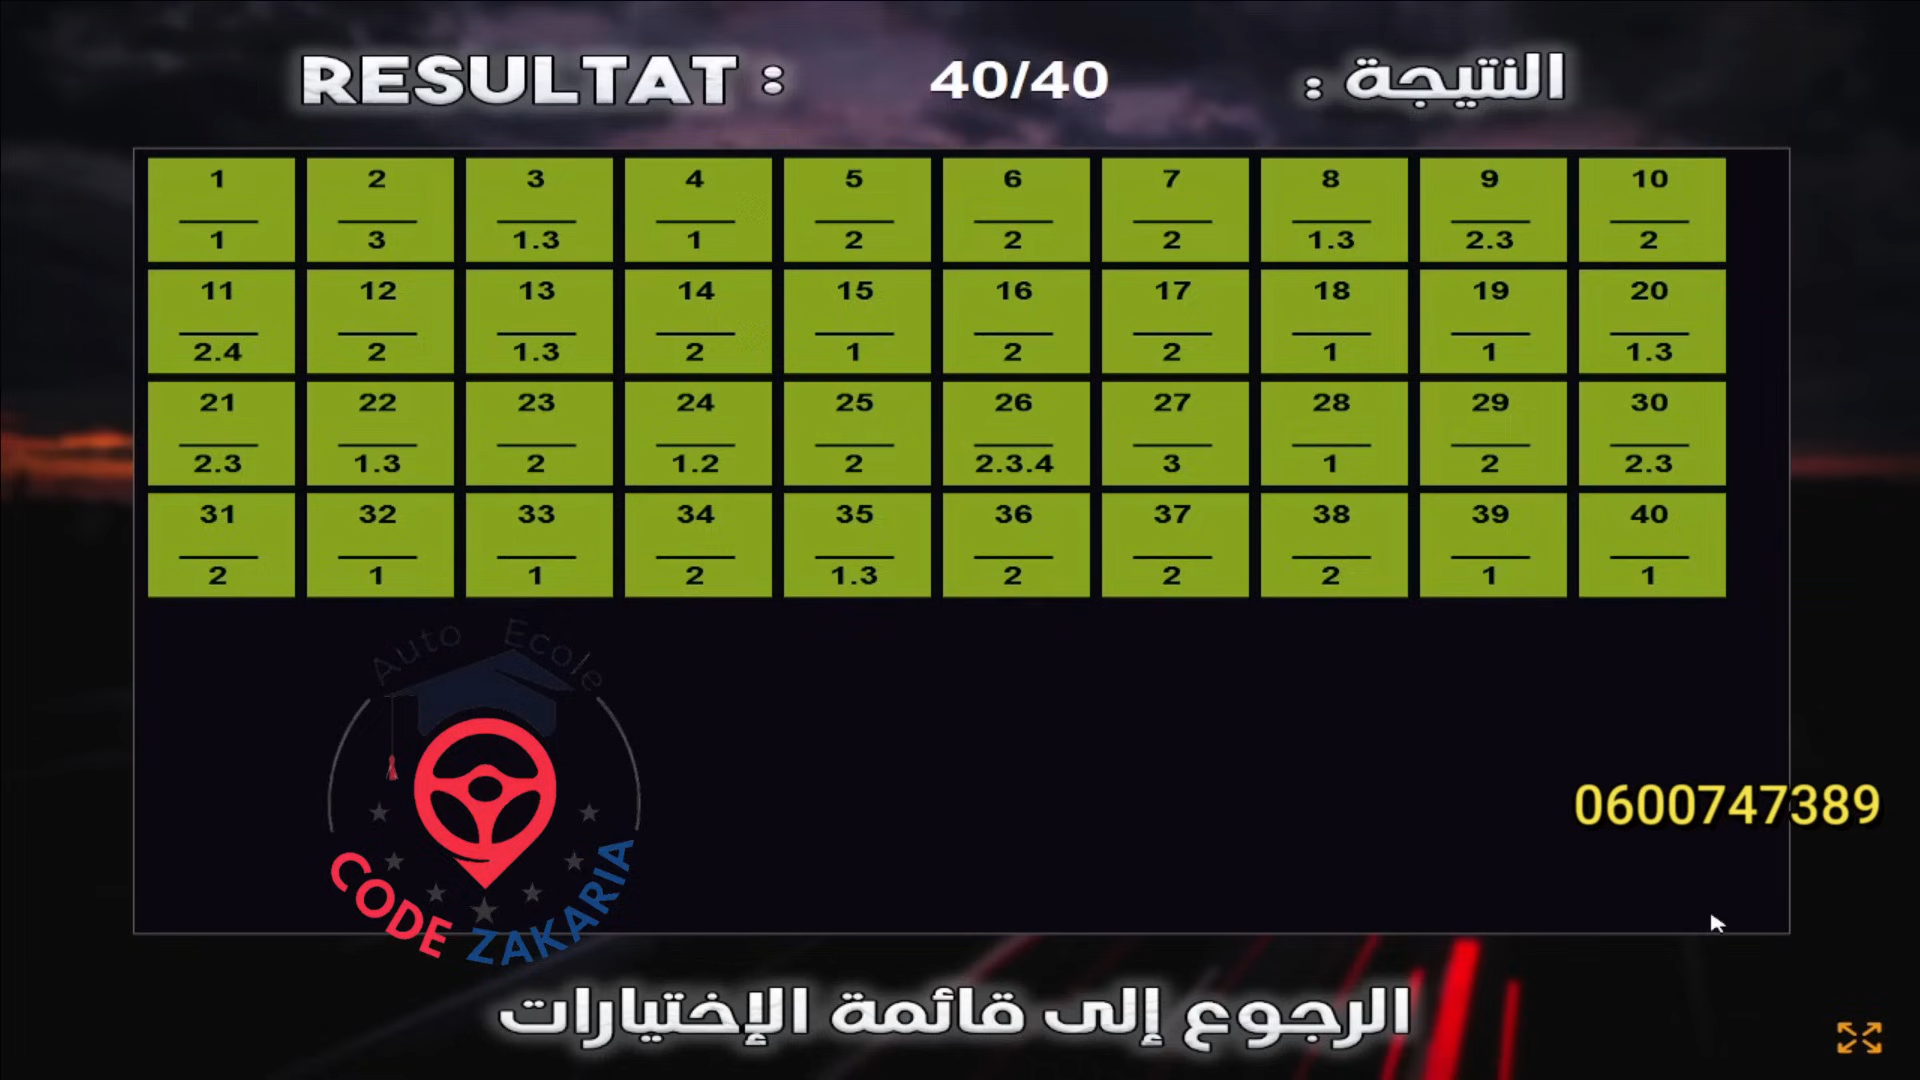 RESULTAT : 40/40 النتيجة :
1 2 3 4 5 6 7 8 9 10
1 3 1.3 1 2 2 2 1.3 2.3 2
11 12 13 14 15 16 17 18 19 20
2.4 2 1.3 2 1 2 2 1 1 1.3
21 22 23 24 25 26 27 28 29 30
2.3 1.3 2 1.2 2 2.3.4 3 1 2 2.3
31 32 33 34 35 36 37 38 39 40
2 1 1 2 1.3 2 2 2 1 1
Auto Ecole
0600747389
CODE ZAKARIA
الرجوع إلى قائمة الإختيارات